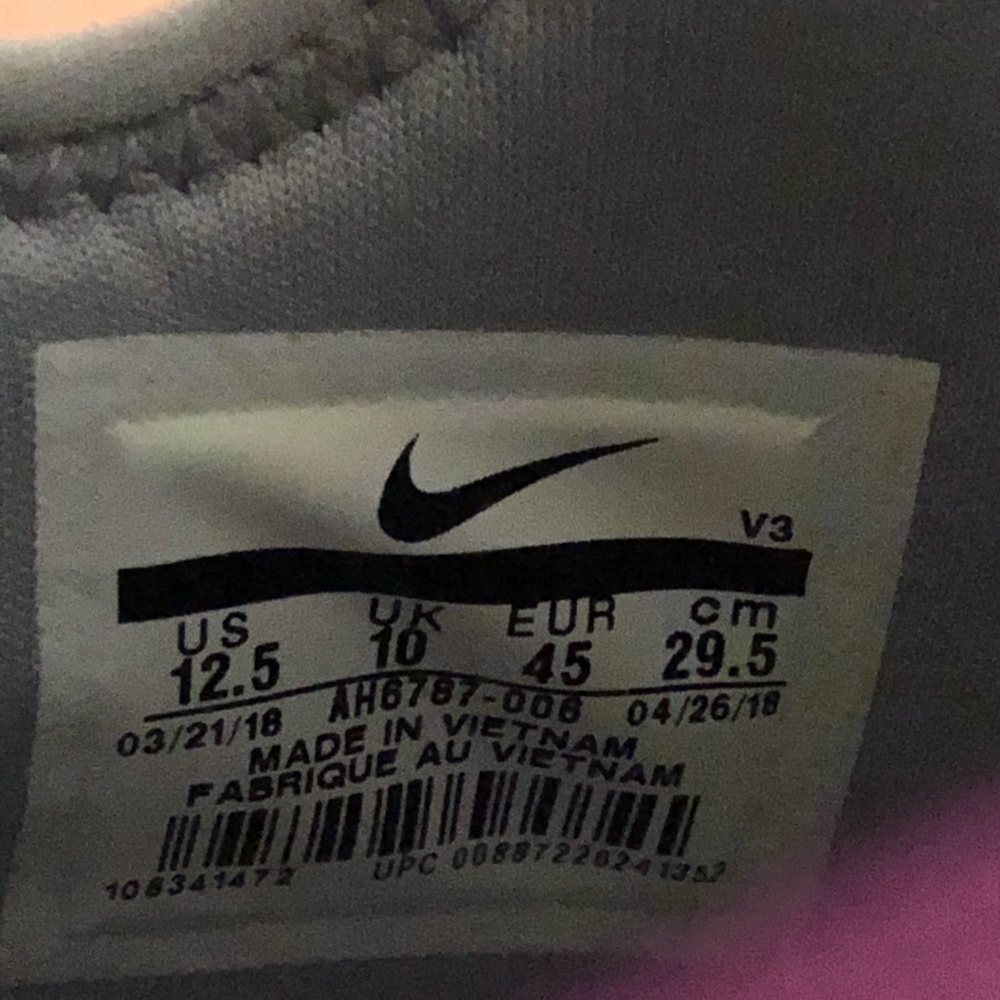 V3
US UK EUR cm
12.5 10 45 29.5
03/21/18 AH6787-006 04/26/18
MADE IN VIETNAM
FABRIQUE AU VIETNAM
108341472 UPC 00887226241352